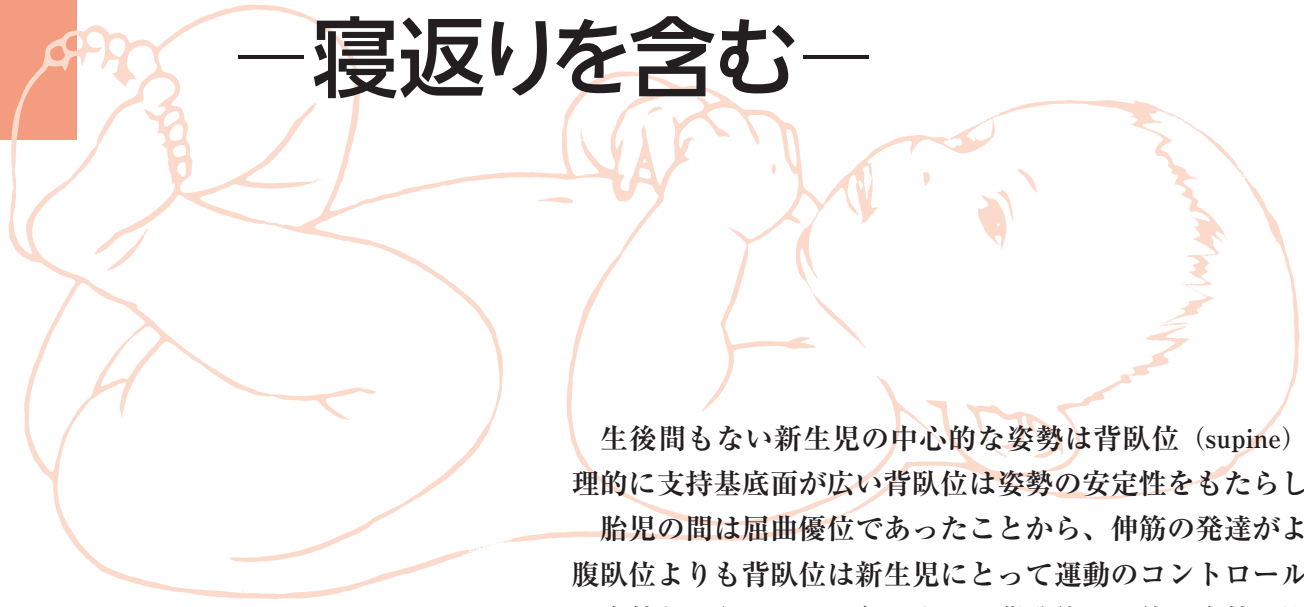 ―寝返りを含む―
生後間もない新生児の中心的な姿勢は背臥位（supine）
理的に支持基底面が広い背臥位は姿勢の安定性をもたらし
胎児の間は屈曲優位であったことから、伸筋の発達がよ
腹臥位よりも背臥位は新生児にとって運動のコントロール